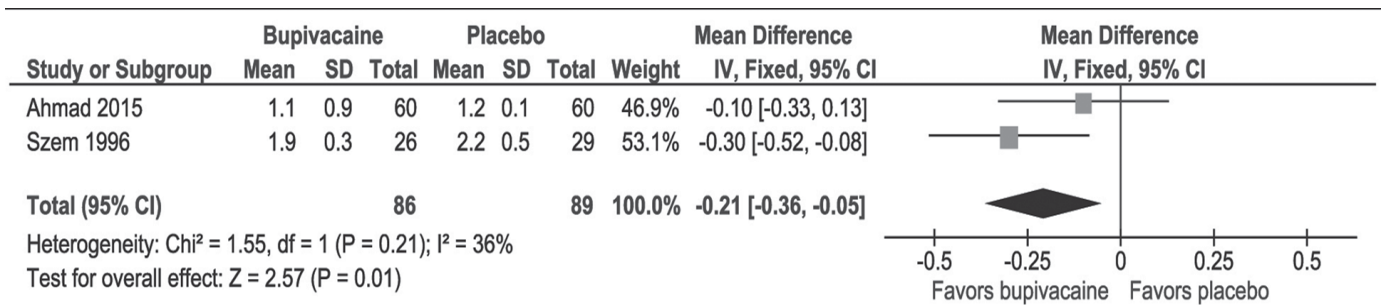 Bupivacaine Placebo Mean Difference Mean Difference
Study or Subgroup Mean SD Total Mean SD Total Weight IV, Fixed, 95% CI IV, Fixed, 95% CI
Ahmad 2015 1.1 0.9 60 1.2 0.1 60 46.9% -0.10 [-0.33, 0.13]
Szem 1996 1.9 0.3 26 2.2 0.5 29 53.1% -0.30 [-0.52, -0.08]
Total (95% CI) 86 89 100.0% -0.21 [-0.36, -0.05]
Heterogeneity: Chi² = 1.55, df = 1 (P = 0.21); I² = 36%
Test for overall effect: Z = 2.57 (P = 0.01)
-0.5 -0.25 0 0.25 0.5
Favors bupivacaine Favors placebo